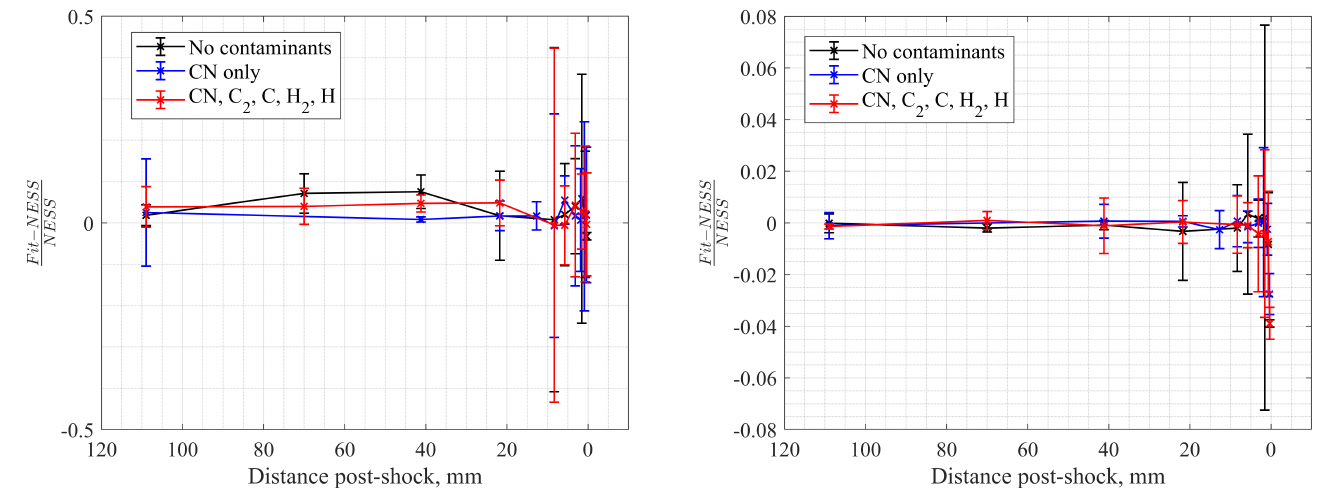 0.5
0
-0.5
No contaminants
CN only
CN, C2, C, H2, H
Fit−NESS
NESS
120 100 80 60 40 20 0
Distance post-shock, mm
0.08
0.06
0.04
0.02
0
-0.02
-0.04
-0.06
-0.08
No contaminants
CN only
CN, C2, C, H2, H
Fit−NESS
NESS
120 100 80 60 40 20 0
Distance post-shock, mm